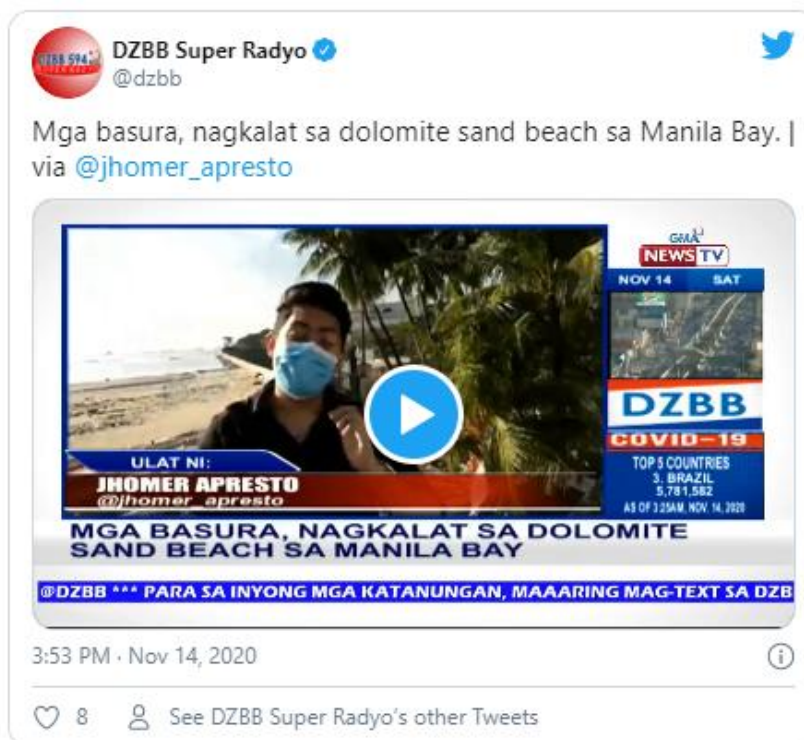 DZBB 594
DZBB Super Radyo
@dzbb
Mga basura, nagkalat sa dolomite sand beach sa Manila Bay. |
via @jhomer_apresto
GMA
NEWS TV
NOV 14 SAT
DZBB
COVID-19
TOP 5 COUNTRIES
3. BRAZIL
5,781,582
AS OF 3:25AM, NOV. 14, 2020
ULAT NI:
JHOMER APRESTO
@jhomer_apresto
MGA BASURA, NAGKALAT SA DOLOMITE
SAND BEACH SA MANILA BAY
@DZBB *** PARA SA INYONG MGA KATANUNGAN, MAAARING MAG-TEXT SA DZB
3:53 PM · Nov 14, 2020
8 See DZBB Super Radyo's other Tweets